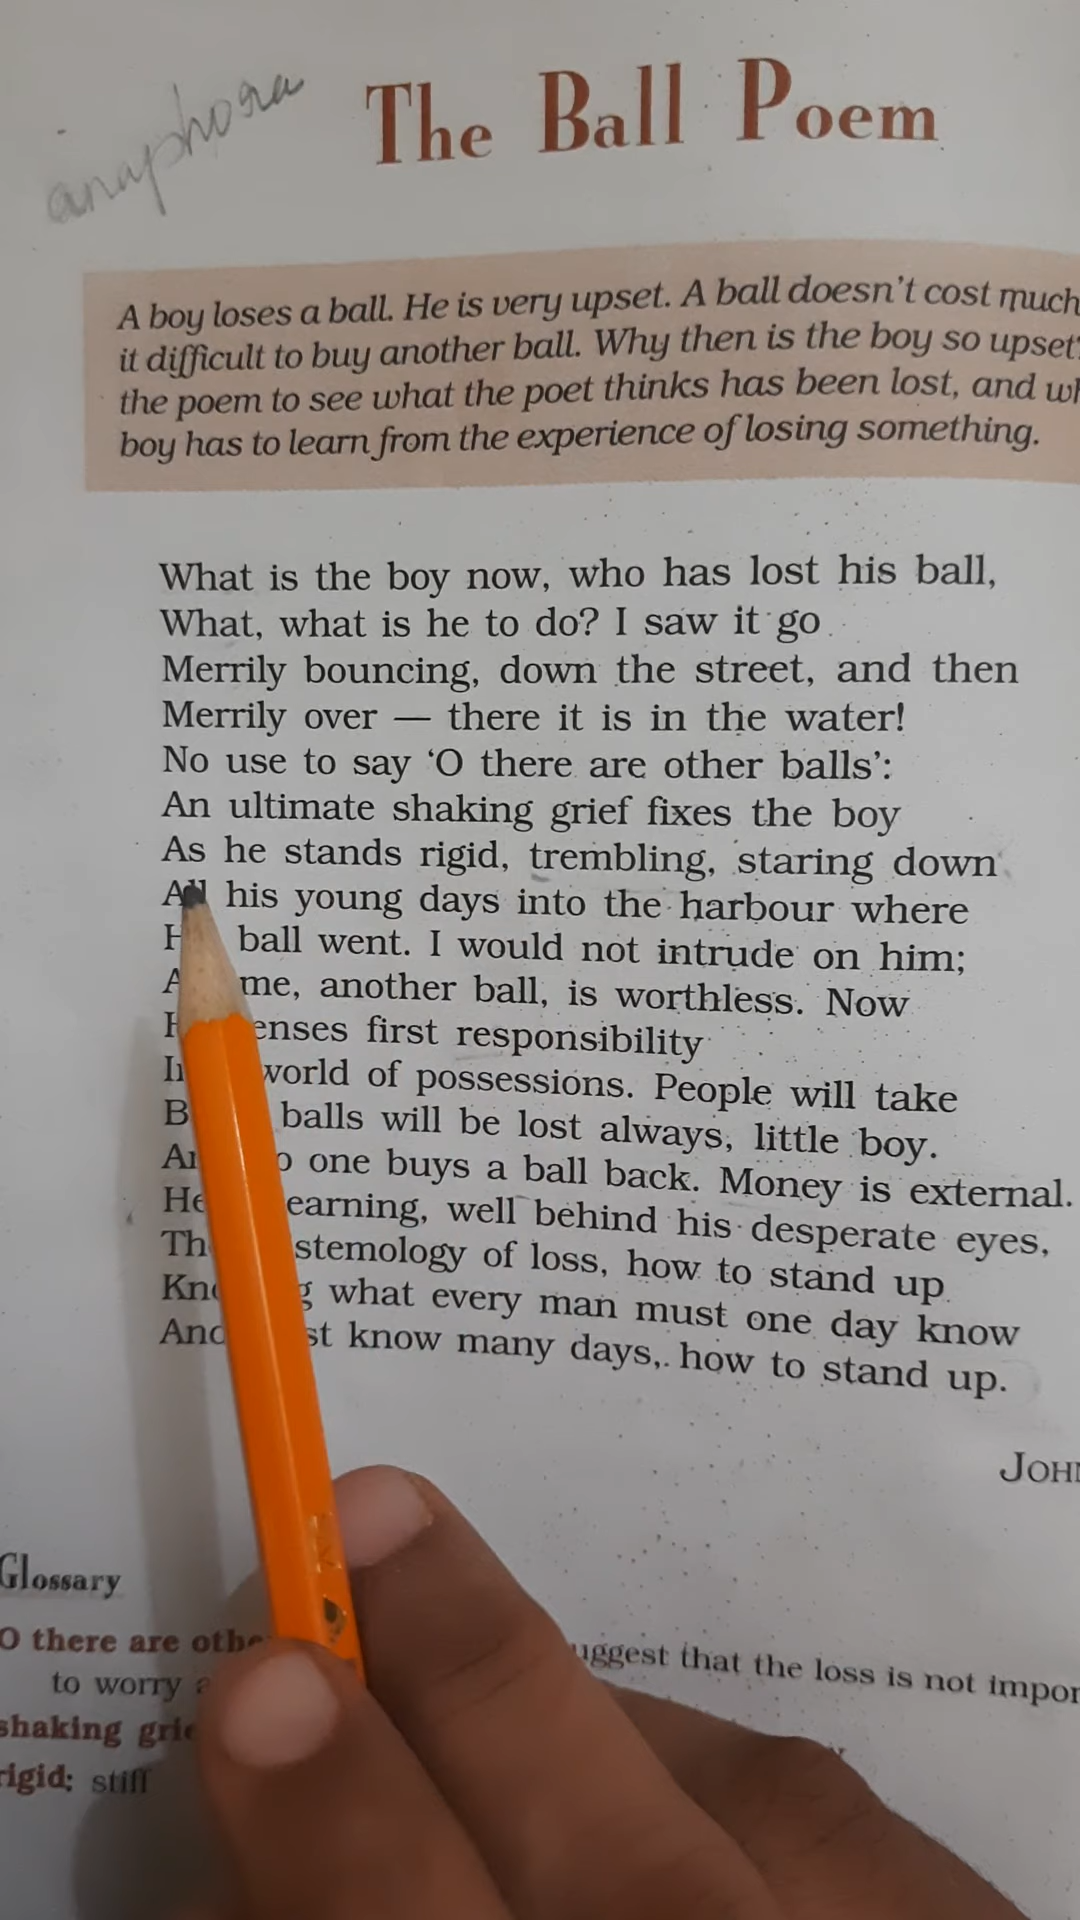 anaphora
The Ball Poem
A boy loses a ball. He is very upset. A ball doesn't cost much
it difficult to buy another ball. Why then is the boy so upset?
the poem to see what the poet thinks has been lost, and
boy has to learn from the experience of losing something.
What is the boy now, who has lost his ball,
What, what is he to do? I saw it go
Merrily bouncing, down the street, and then
Merrily over — there it is in the water!
No use to say ‘O there are other balls’:
An ultimate shaking grief fixes the boy
As he stands rigid, trembling, staring down
All his young days into the harbour where
ball went. I would not intrude on him;
me, another ball, is worthless. Now
first responsibility
world of possessions. People will take
balls will be lost always, little boy.
one buys a ball back. Money is external.
well behind his desperate eyes,
of loss, how to stand up
what every man must one day know
know many days, how to stand up.
JOHN
Glossary
O there are
suggest that the loss is not
to worry
shaking
rigid: stiff